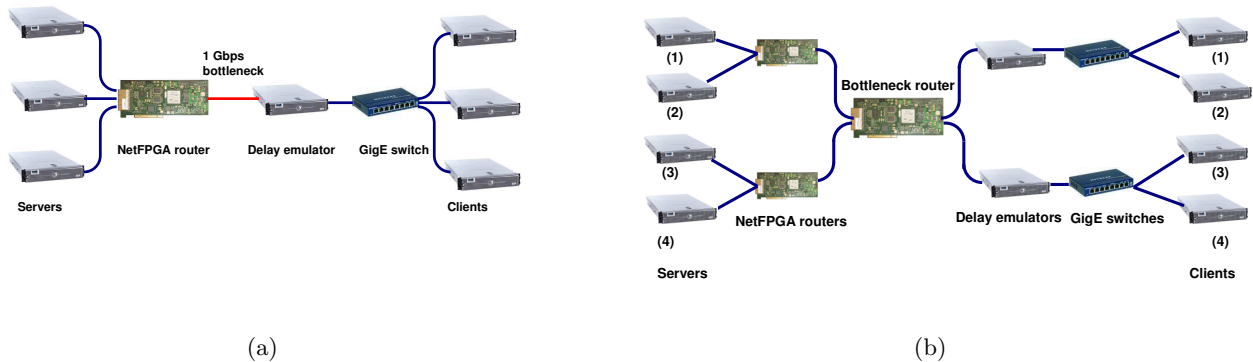 1 Gbps
bottleneck
NetFPGA router
Delay emulator
GigE switch
Servers
Clients
(a)
(1)
(2)
(3)
(4)
Bottleneck router
(1)
(2)
(3)
(4)
NetFPGA routers
Delay emulators
GigE switches
Servers
Clients
(b)